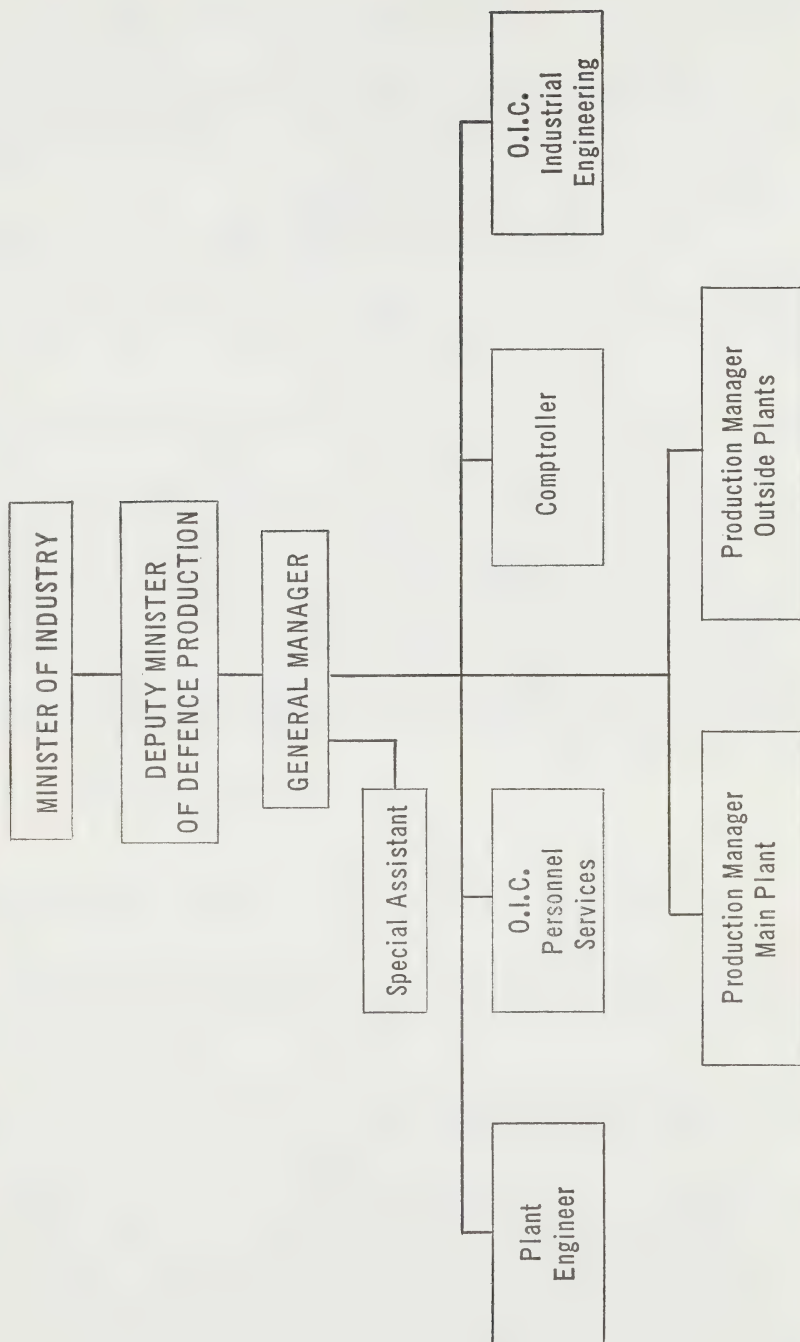 MINISTER OF INDUSTRY
DEPUTY MINISTER
OF DEFENCE PRODUCTION
GENERAL MANAGER
Special Assistant
Plant
Engineer
O.I.C.
Personnel
Services
Comptroller
O.I.C.
Industrial
Engineering
Production Manager
Main Plant
Production Manager
Outside Plants